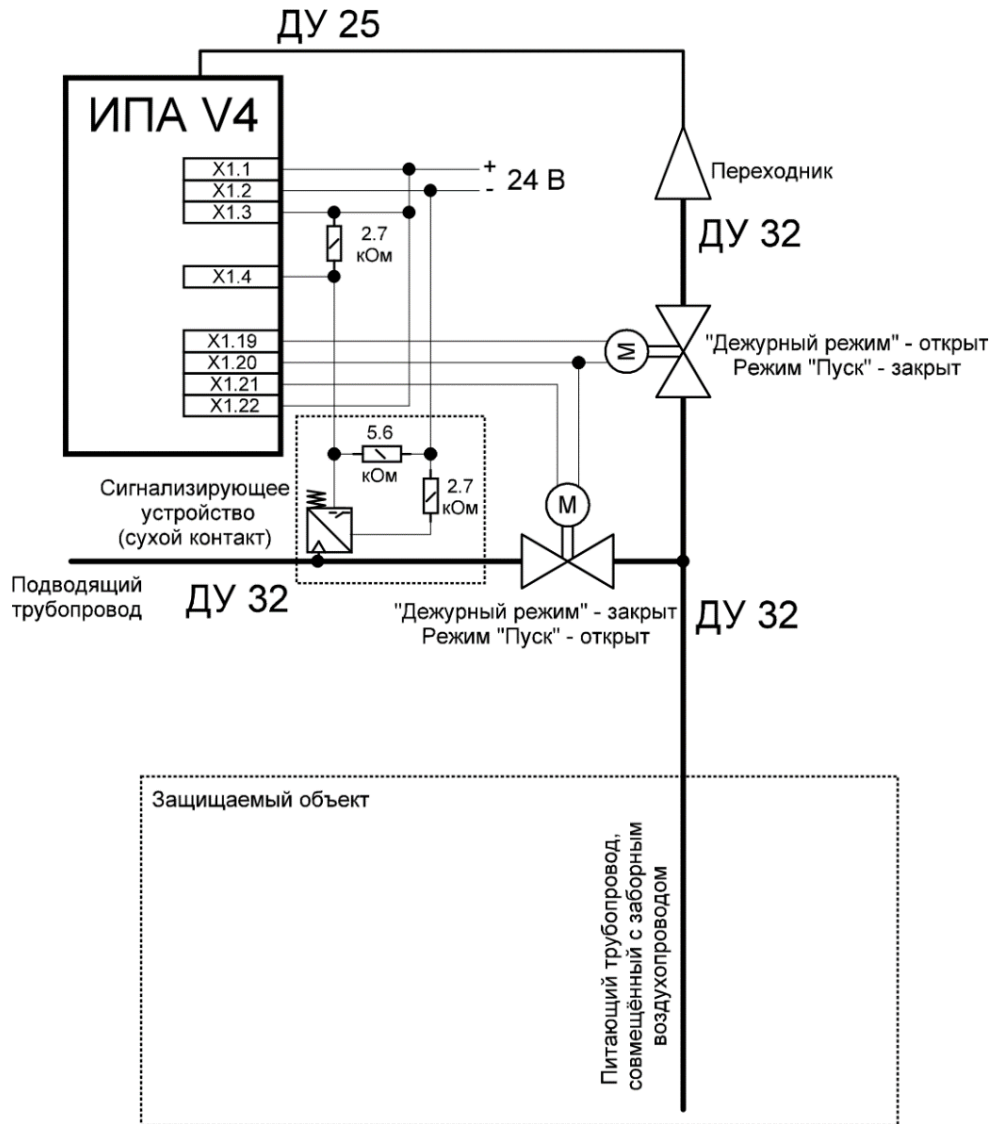 ДУ 25
ИПА V4
X1.1
X1.2
X1.3
X1.4
X1.19
X1.20
X1.21
X1.22
+
-
24 В
2.7
кОм
Переходник
ДУ 32
M
"Дежурный режим" - открыт
Режим "Пуск" - закрыт
5.6
кОм
2.7
кОм
Сигнализирующее
устройство
(сухой контакт)
M
Подводящий
трубопровод
ДУ 32
"Дежурный режим" - закрыт
Режим "Пуск" - открыт
ДУ 32
Защищаемый объект
Питающий трубопровод,
совмещённый с заборным
воздухопроводом